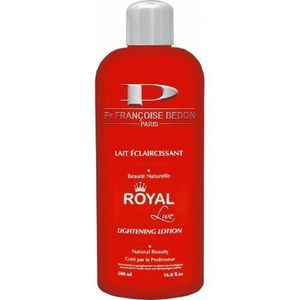 P
Pr.FRANÇOISE BEDON
PARIS
LAIT ÉCLAIRCISSANT
Beauté Naturelle
ROYAL
Live
LIGHTENING LOTION
Natural Beauty
Créé par le Professeur
500 ml 16.8 fl.oz